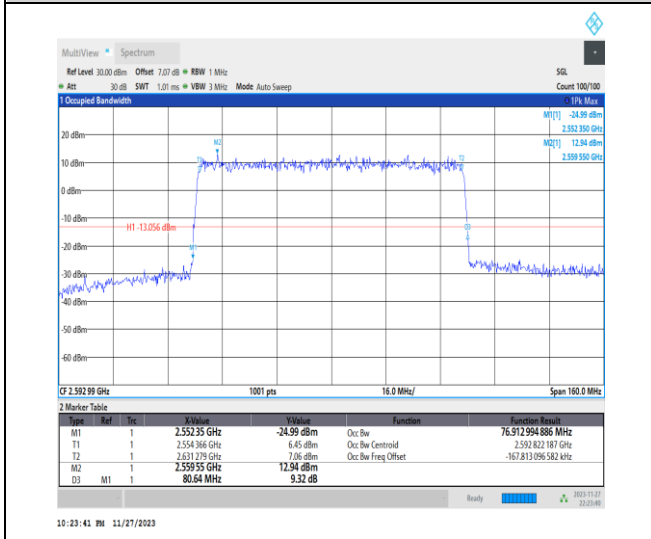 MultiView Spectrum
Ref Level 30.00 dBm Offset 7.07 dB RBW 1 MHz SGL
Att 30 dB SWT 1.01 ms VBW 3 MHz Mode Auto Sweep Count 100/100
1 Occupied Bandwidth 1Pk Max
M1[1] -24.99 dBm
2.552 350 GHz
M2[1] 12.94 dBm
2.559 550 GHz
20 dBm
M2
T1
T2
10 dBm
0 dBm
-10 dBm
H1 -13.056 dBm
D3
-20 dBm
M1
-30 dBm
-40 dBm
-50 dBm
-60 dBm
CF 2.592 99 GHz 1001 pts 16.0 MHz/ Span 160.0 MHz
2 Marker Table
Type Ref Trc X-Value Y-Value Function Function Result
M1 1 2.552 35 GHz -24.99 dBm Occ Bw 76.912 994 886 MHz
T1 1 2.554 366 GHz 6.45 dBm Occ Bw Centroid 2.592 822 187 GHz
T2 1 2.631 279 GHz 7.06 dBm Occ Bw Freq Offset -167.813 096 582 kHz
M2 1 2.559 55 GHz 12.94 dBm
D3 M1 1 80.64 MHz 9.32 dB
Ready 2023-11-27
22:23:40
10:23:41 PM 11/27/2023